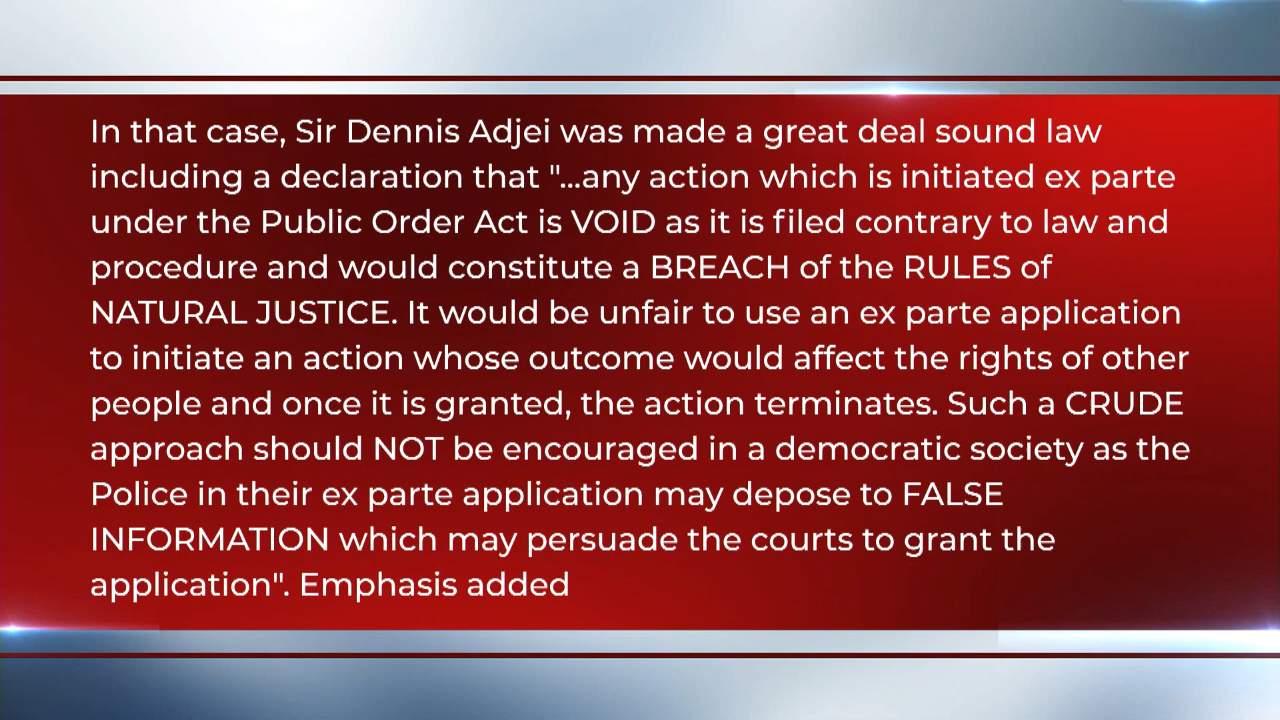 In that case, Sir Dennis Adjei was made a great deal sound law
including a declaration that "...any action which is initiated ex parte
under the Public Order Act is VOID as it is filed contrary to law and
procedure and would constitute a BREACH of the RULES of
NATURAL JUSTICE. It would be unfair to use an ex parte application
to initiate an action whose outcome would affect the rights of other
people and once it is granted, the action terminates. Such a CRUDE
approach should NOT be encouraged in a democratic society as the
Police in their ex parte application may depose to FALSE
INFORMATION which may persuade the courts to grant the
application". Emphasis added